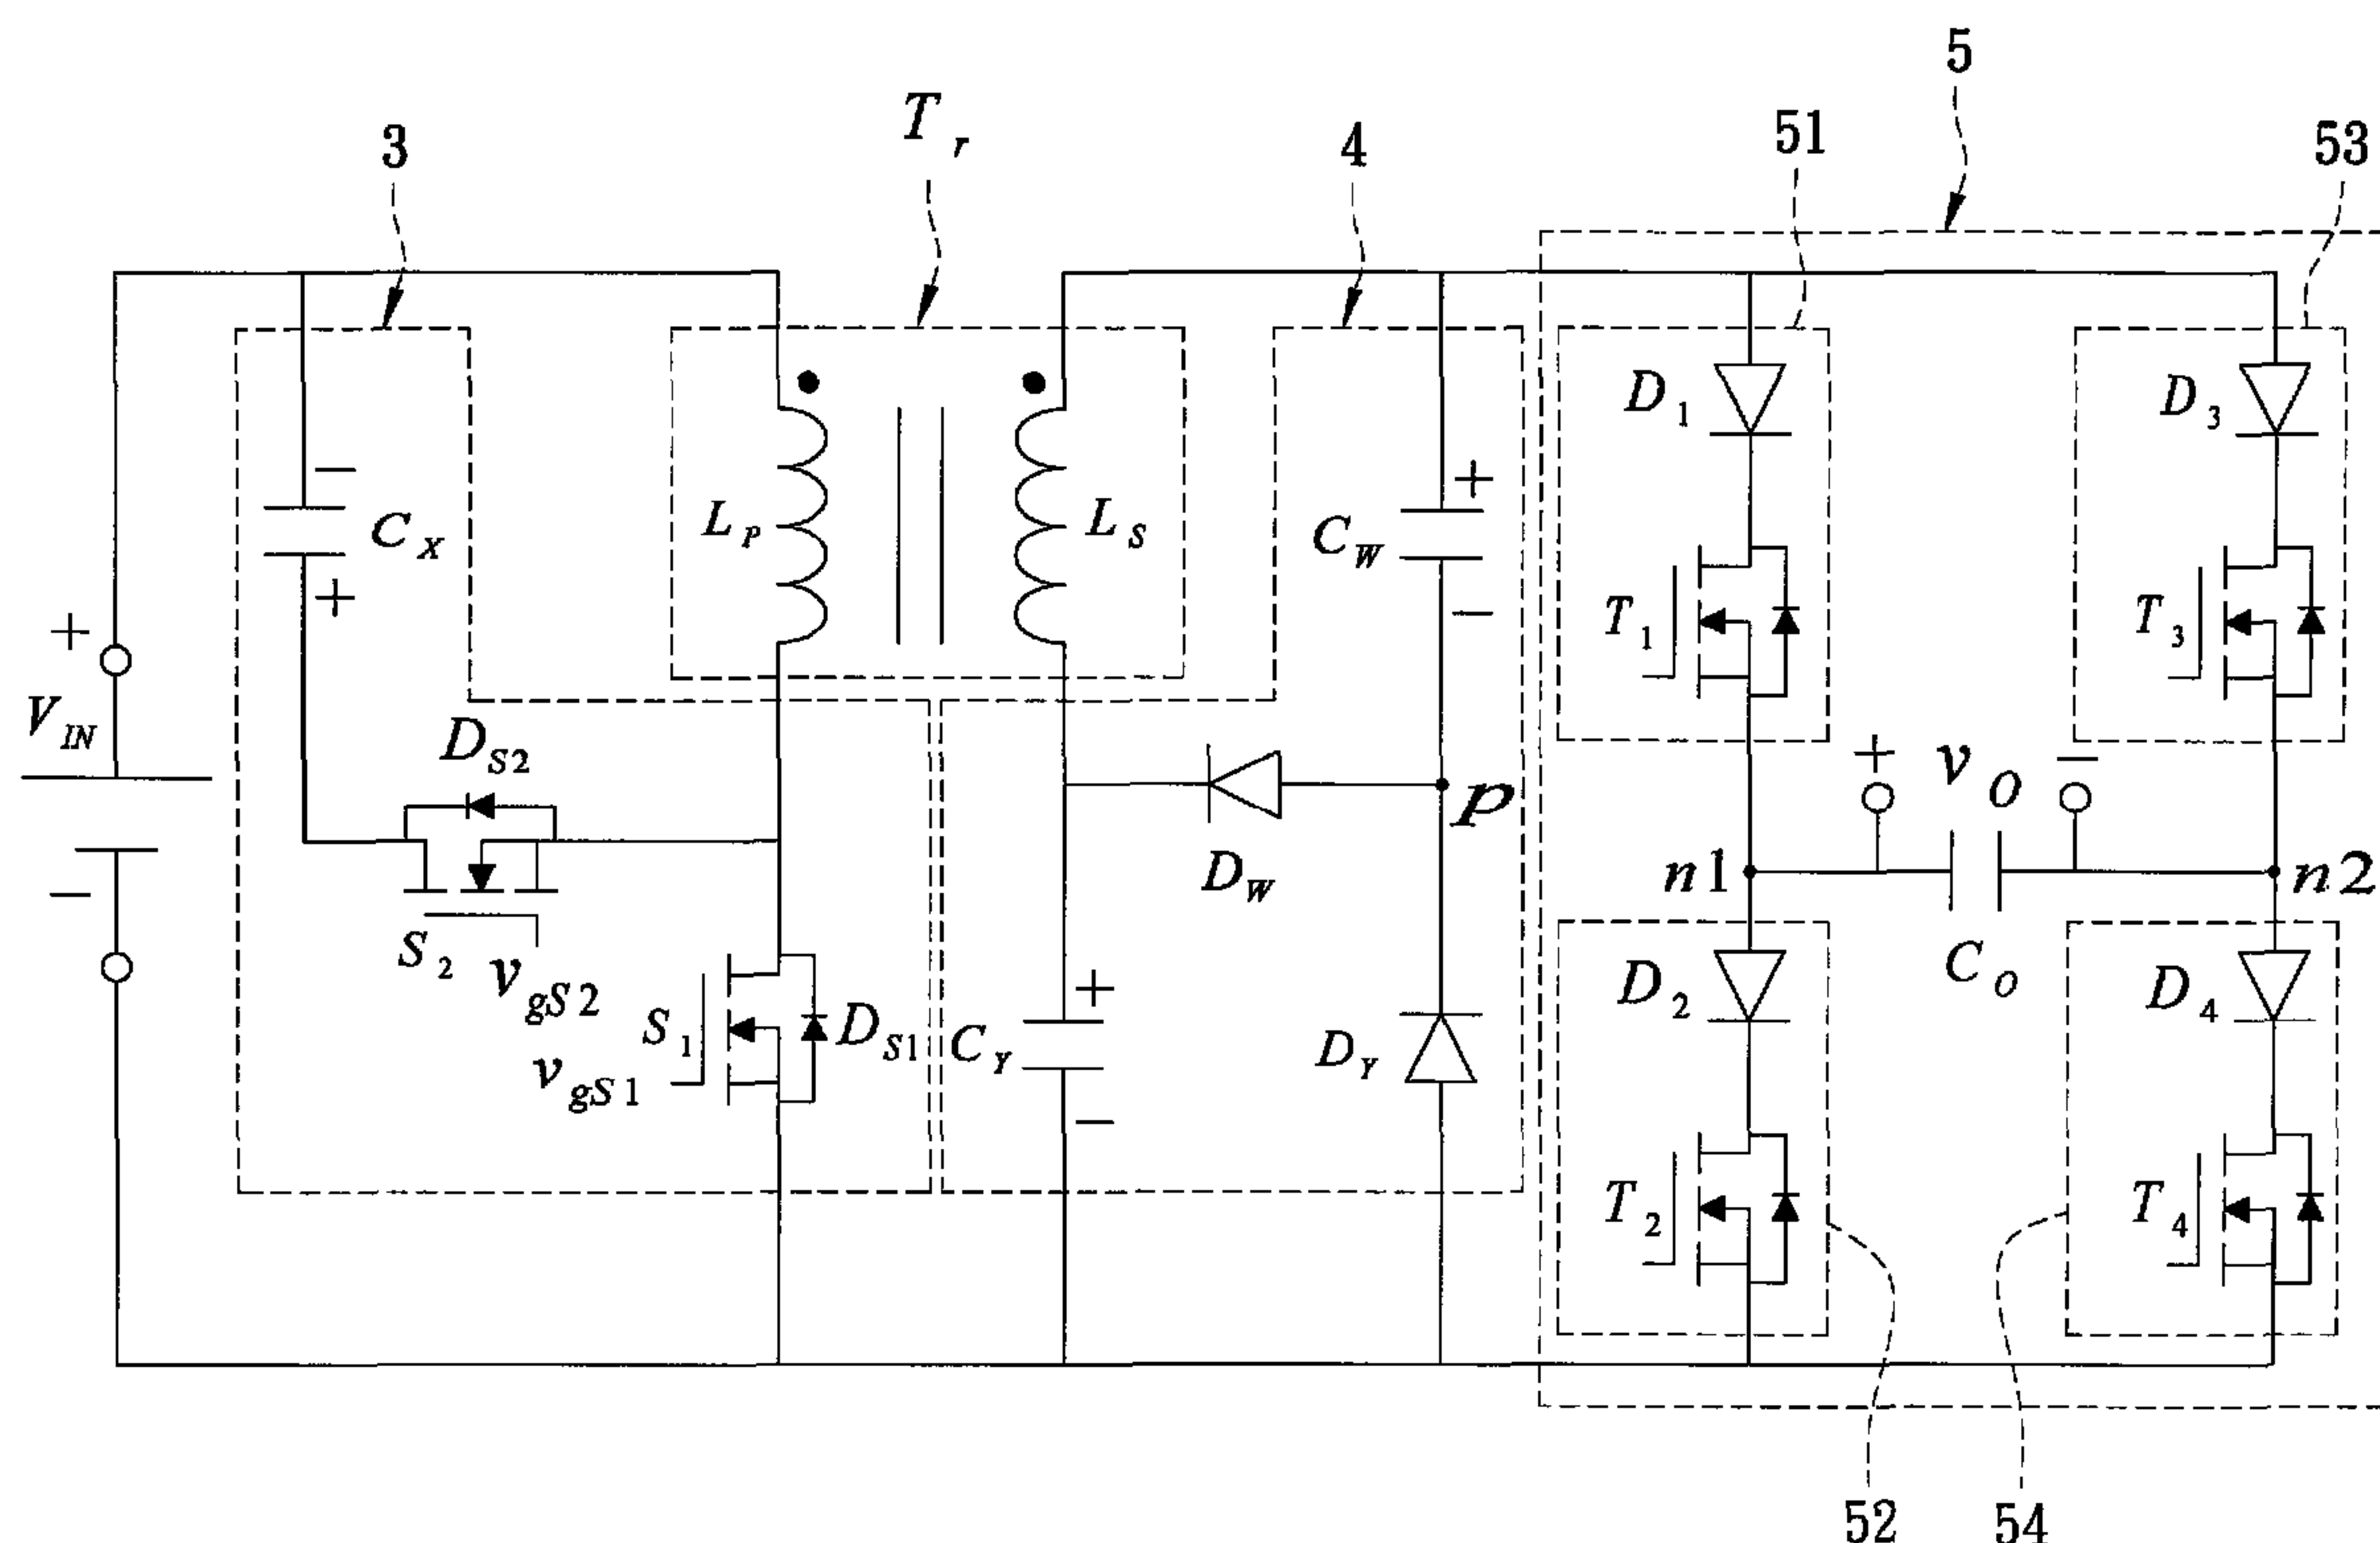 5
51
53
3
T r
4
D 1
D 3
L P
L S
C X
C W
+
−
+
−
T 1
T 3
+
V IN
−
D S2
S 2
v gS2
D W
p
+ v O −
n1
n2
C O
D 2
D 4
S 1
v gS1
D S1
C Y
+
−
D Y
T 2
T 4
52
54